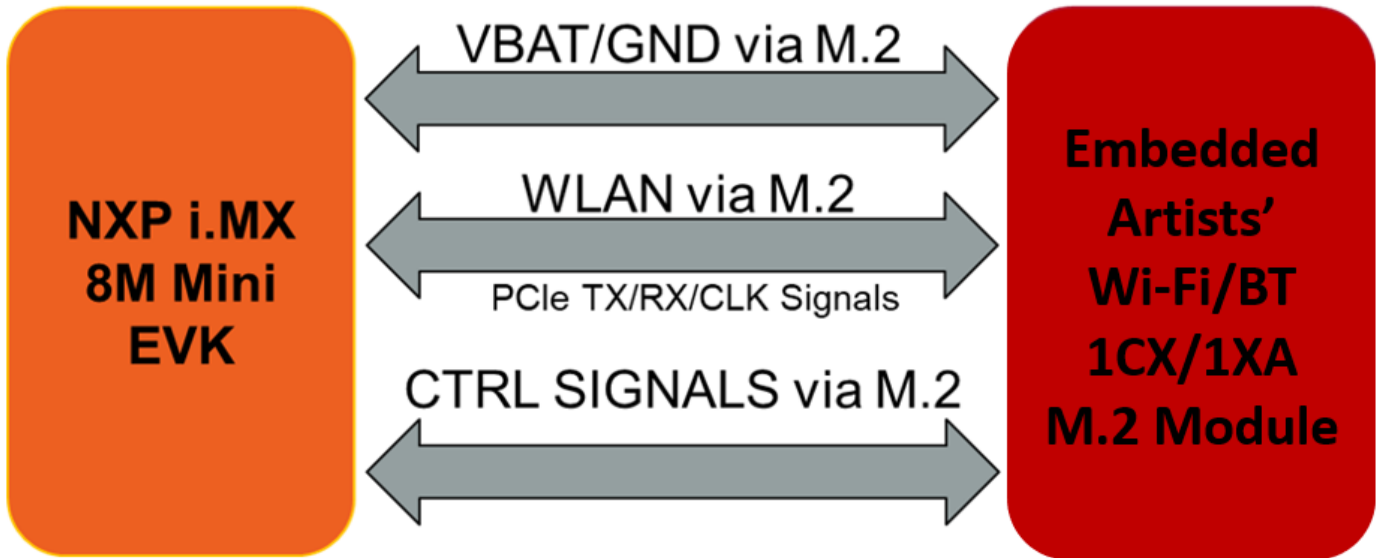 NXP i.MX
8M Mini
EVK
VBAT/GND via M.2
WLAN via M.2
PCIe TX/RX/CLK Signals
CTRL SIGNALS via M.2
Embedded
Artists’
Wi-Fi/BT
1CX/1XA
M.2 Module